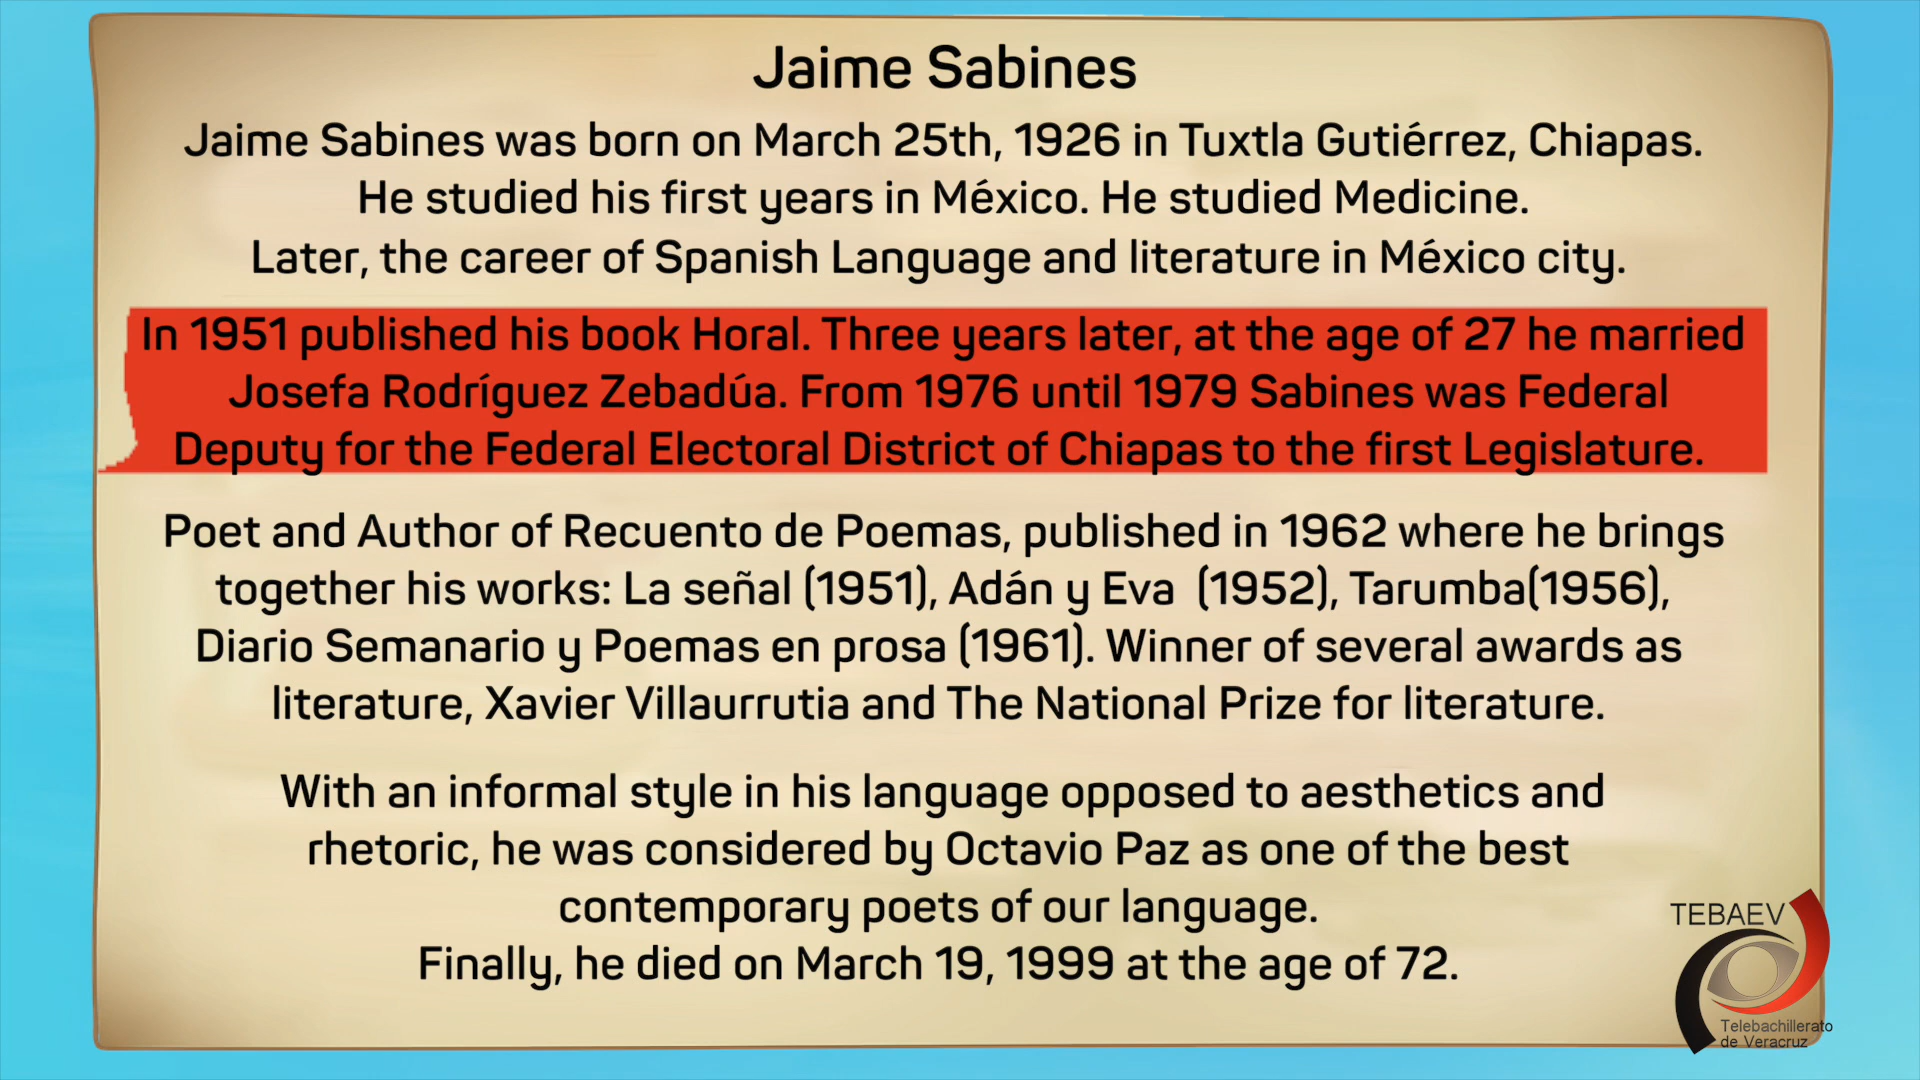 Jaime Sabines
Jaime Sabines was born on March 25th, 1926 in Tuxtla Gutiérrez, Chiapas.
He studied his first years in México. He studied Medicine.
Later, the career of Spanish Language and literature in México city.
In 1951 published his book Horal. Three years later, at the age of 27 he married
Josefa Rodríguez Zebadúa. From 1976 until 1979 Sabines was Federal
Deputy for the Federal Electoral District of Chiapas to the first Legislature.
Poet and Author of Recuento de Poemas, published in 1962 where he brings
together his works: La señal (1951), Adán y Eva  (1952), Tarumba(1956),
Diario Semanario y Poemas en prosa (1961). Winner of several awards as
literature, Xavier Villaurrutia and The National Prize for literature.
With an informal style in his language opposed to aesthetics and
rhetoric, he was considered by Octavio Paz as one of the best
contemporary poets of our language.
Finally, he died on March 19, 1999 at the age of 72.
TEBAEV
Telebachillerato
de Veracruz